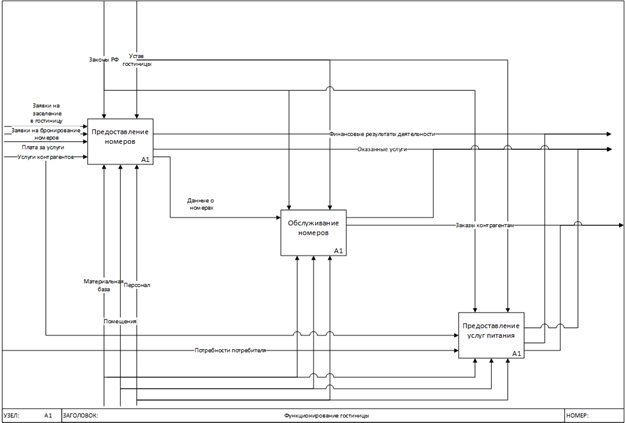 Законы РФ
Устав
гостиницы
Заявки на
заселение
в гостиницу
Заявки на бронирование
номеров
Плата за услуги
Услуги контрагентов
Предоставление
номеров
A1
Финансовые результаты деятельности
Оказанные услуги
Данные о
номерах
Обслуживание
номеров
A1
Заказы контрагентам
Материальная
база
Персонал
Помещения
Предоставление
услуг питания
A1
Потребности потребителя
УЗЕЛ: A1 ЗАГОЛОВОК: Функционирование гостиницы НОМЕР: